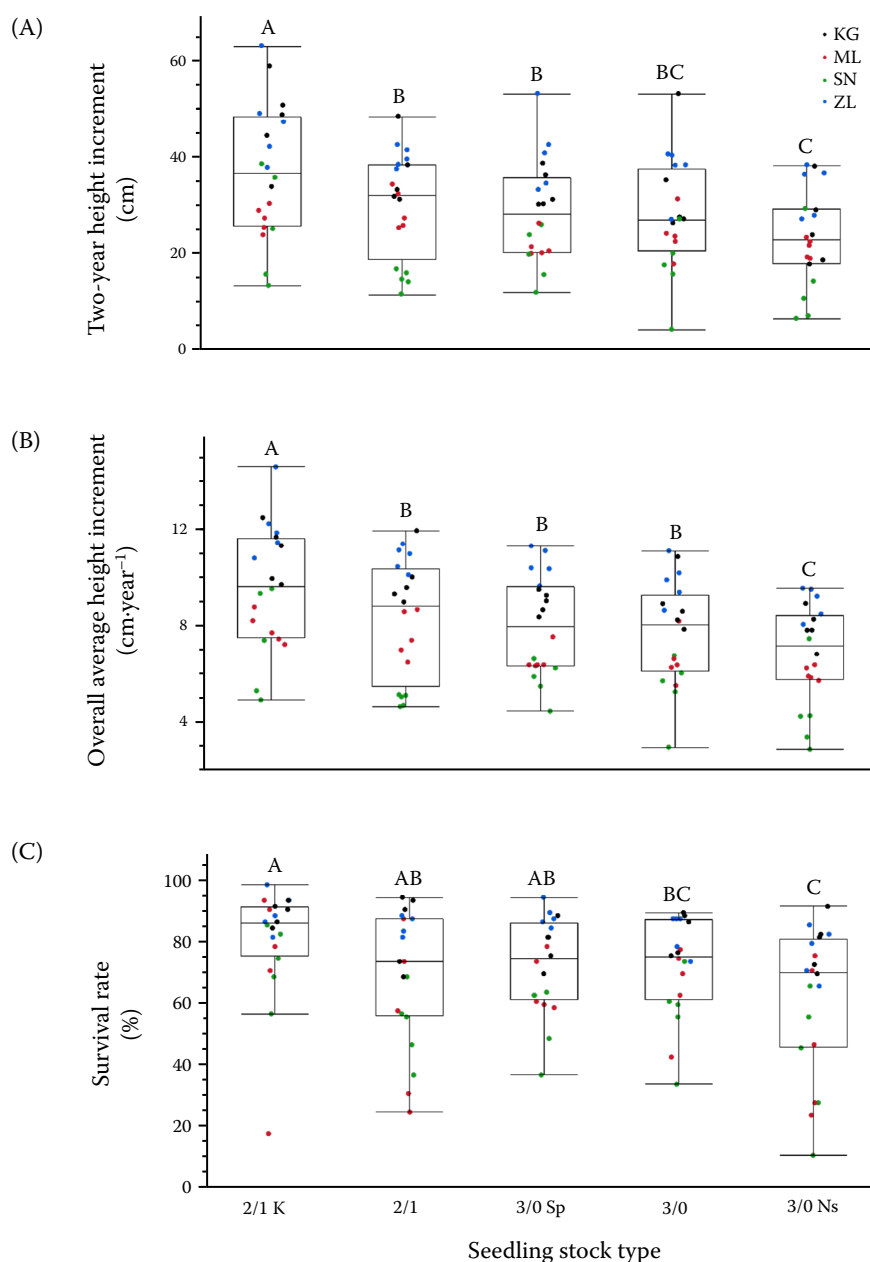 (A)
Two-year height increment
(cm)
60
40
20
0
A
B
B
BC
C
KG
ML
SN
ZL
(B)
Overall average height increment
(cm·year⁻¹)
12
8
4
A
B
B
B
C
(C)
Survival rate
(%)
100
80
60
40
20
0
A
AB
AB
BC
C
2/1 K
2/1
3/0 Sp
3/0
3/0 Ns
Seedling stock type